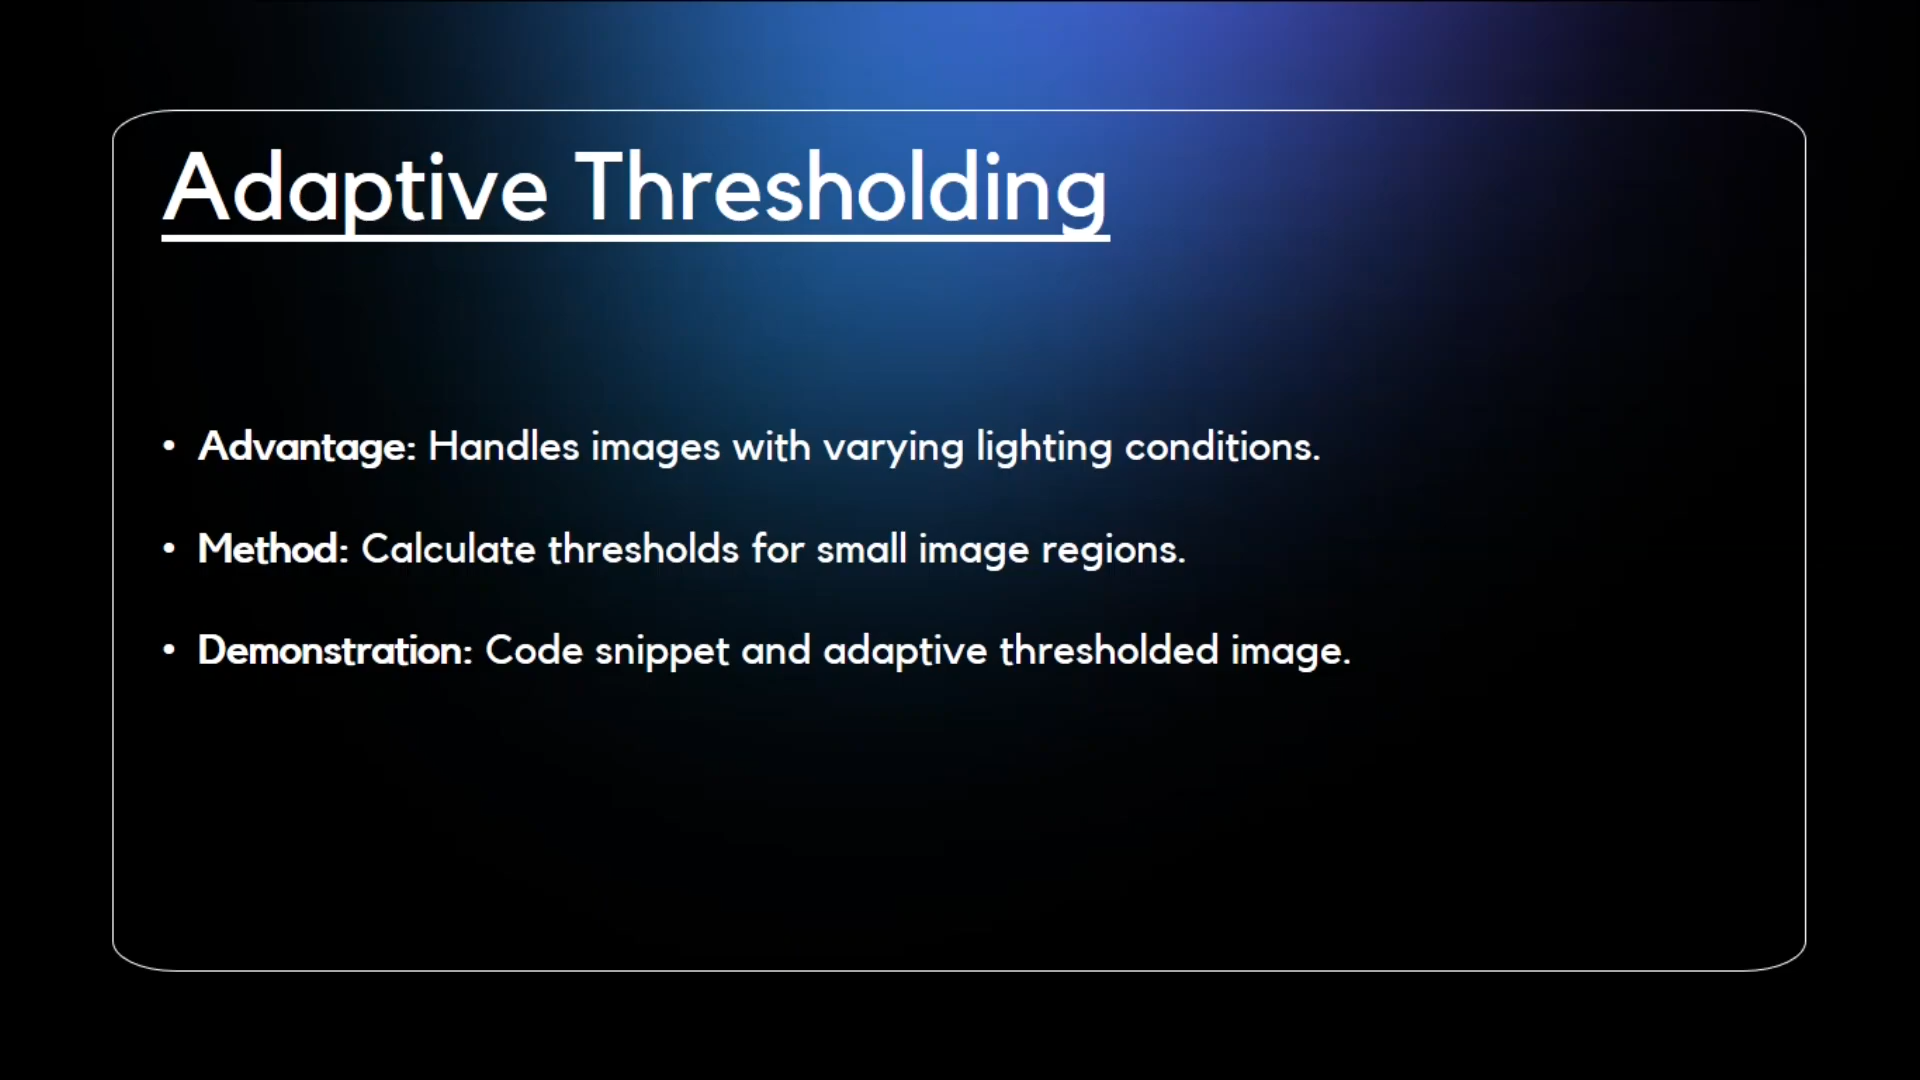 Adaptive Thresholding
• Advantage: Handles images with varying lighting conditions.
• Method: Calculate thresholds for small image regions.
• Demonstration: Code snippet and adaptive thresholded image.